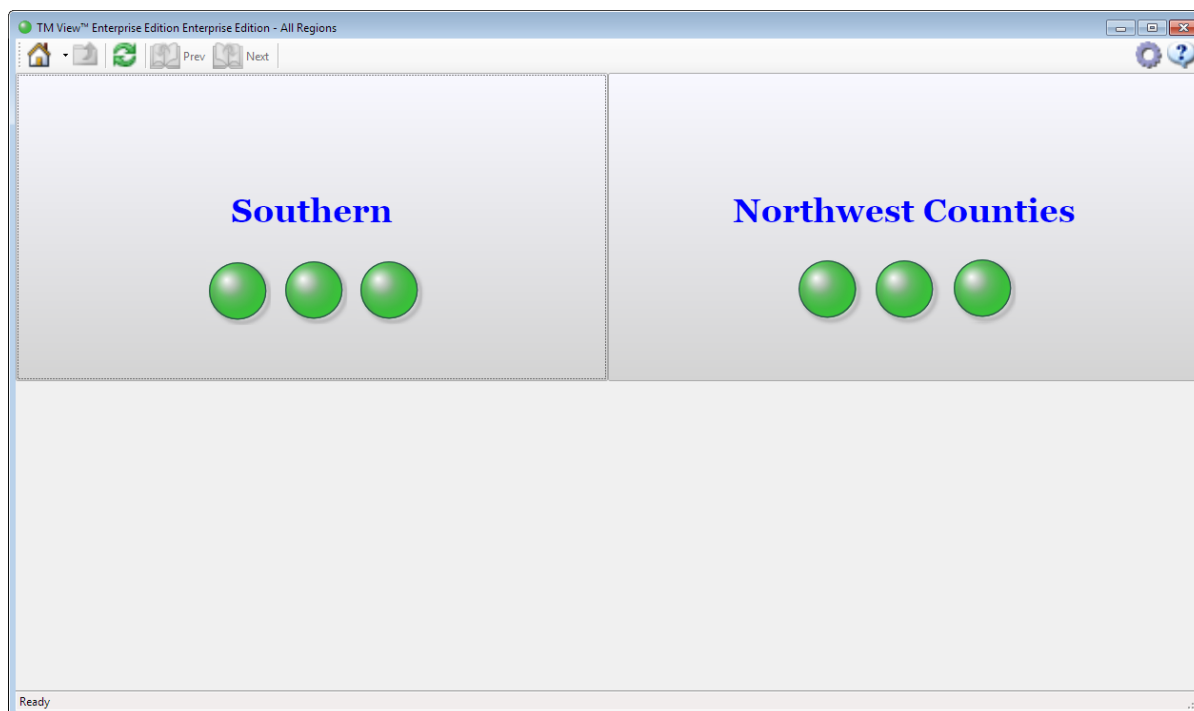 TM View™ Enterprise Edition Enterprise Edition - All Regions
Prev Next
Southern
Northwest Counties
Ready